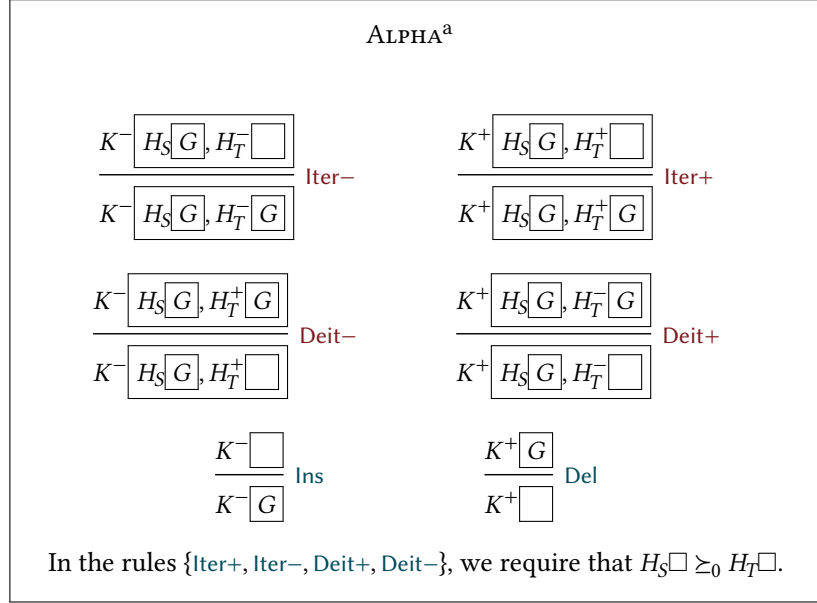 ALPHAᵃ
K⁻ H_S G , H_T⁻ □
K⁻ H_S G , H_T⁻ G
Iter−
K⁺ H_S G , H_T⁺ □
K⁺ H_S G , H_T⁺ G
Iter+
K⁻ H_S G , H_T⁺ G
K⁻ H_S G , H_T⁺ □
Deit−
K⁺ H_S G , H_T⁻ G
K⁺ H_S G , H_T⁻ □
Deit+
K⁻ □
K⁻ G
Ins
K⁺ G
K⁺ □
Del
In the rules {Iter+, Iter−, Deit+, Deit−}, we require that H_S□ ⪰₀ H_T□.